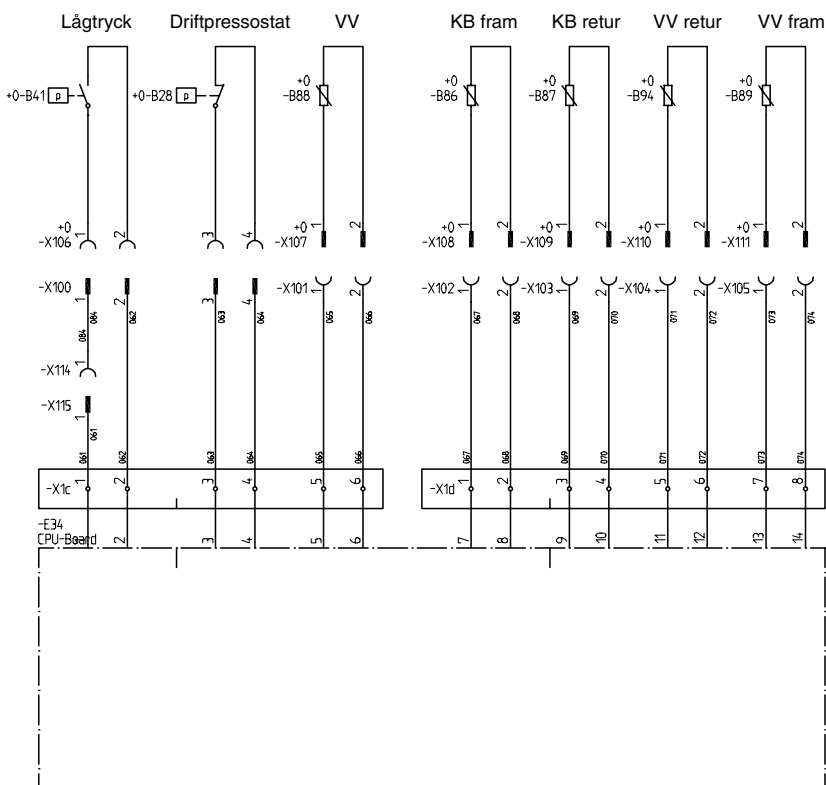 Lågtryck Driftpressostat VV KB fram KB retur VV retur VV fram
+0 +0 +0 +0 +0
+0-B41 p +0-B28 p -B88 -B86 -B87 -B94 -B89
+0 1 2 3 4 +0 1 2 +0 1 2 +0 1 2 +0 1 2 +0 1 2
-X106 -X107 -X108 -X109 -X110 -X111
-X100 -X101 -X102 -X103 -X104 -X105
1 2 3 4 1 2 1 2 1 2 1 2 1 2
084 062 063 064 065 066 067 068 069 070 071 072 073 074
084
-X114 1
-X115
1
061
061 062 063 064 065 066 067 068 069 070 071 072 073 074
-X1c 1 2 3 4 5 6 -X1d 1 2 3 4 5 6 7 8
-E34
CPU-Board 2 3 4 5 6 7 8 9 10 11 12 13 14